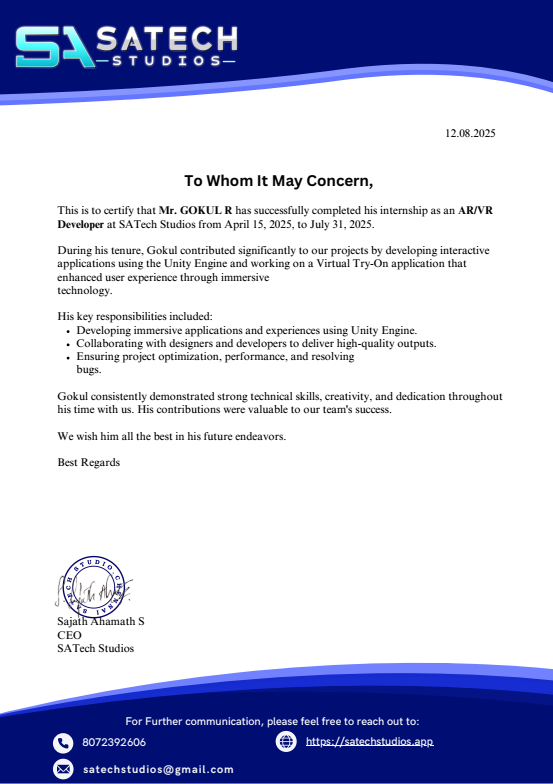 SA SATECH
STUDIOS
12.08.2025
To Whom It May Concern,
This is to certify that Mr. GOKUL R has successfully completed his internship as an AR/VR
Developer at SATech Studios from April 15, 2025, to July 31, 2025.
During his tenure, Gokul contributed significantly to our projects by developing interactive
applications using the Unity Engine and working on a Virtual Try-On application that
enhanced user experience through immersive
technology.
His key responsibilities included:
• Developing immersive applications and experiences using Unity Engine.
• Collaborating with designers and developers to deliver high-quality outputs.
• Ensuring project optimization, performance, and resolving
bugs.
Gokul consistently demonstrated strong technical skills, creativity, and dedication throughout
his time with us. His contributions were valuable to our team's success.
We wish him all the best in his future endeavors.
Best Regards
SATECH STUDIO.CHENNAI
Sajath Ahamath S
CEO
SATech Studios
For Further communication, please feel free to reach out to:
8072392606
https://satechstudios.app
satechstudios@gmail.com